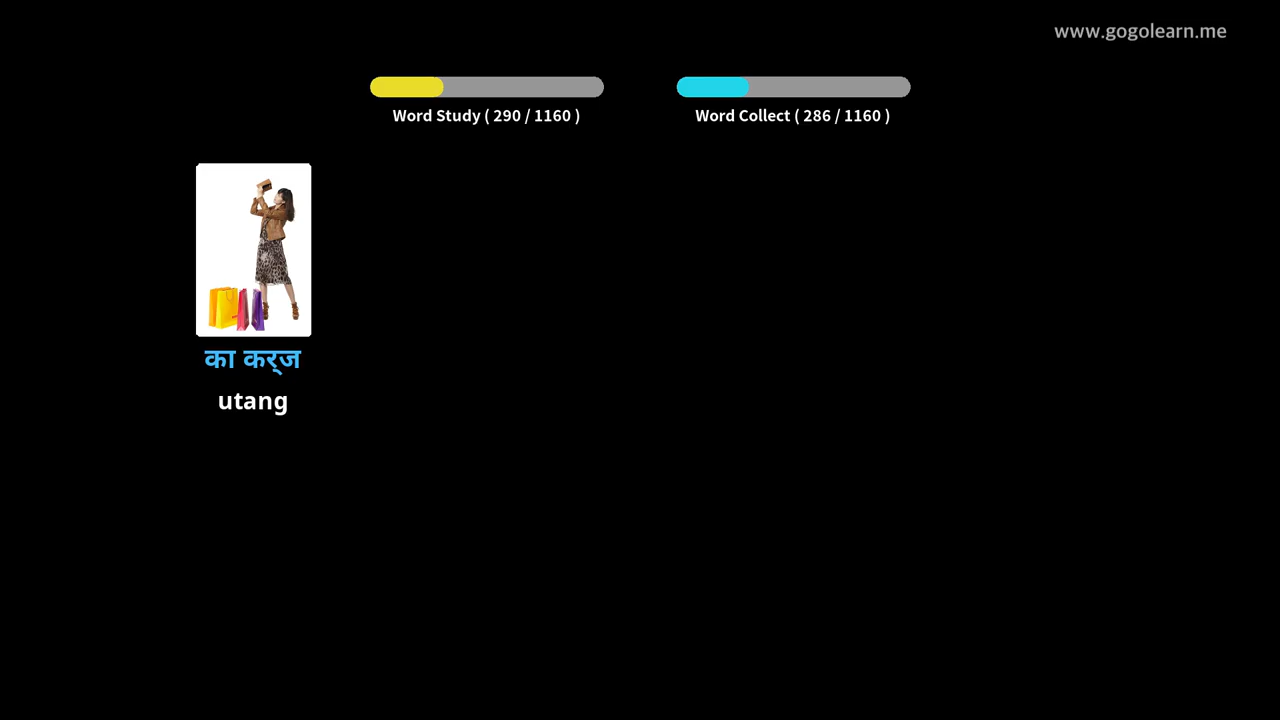 www.gogolearn.me
Word Study ( 290 / 1160 )
Word Collect ( 286 / 1160 )
का कर्ज
utang